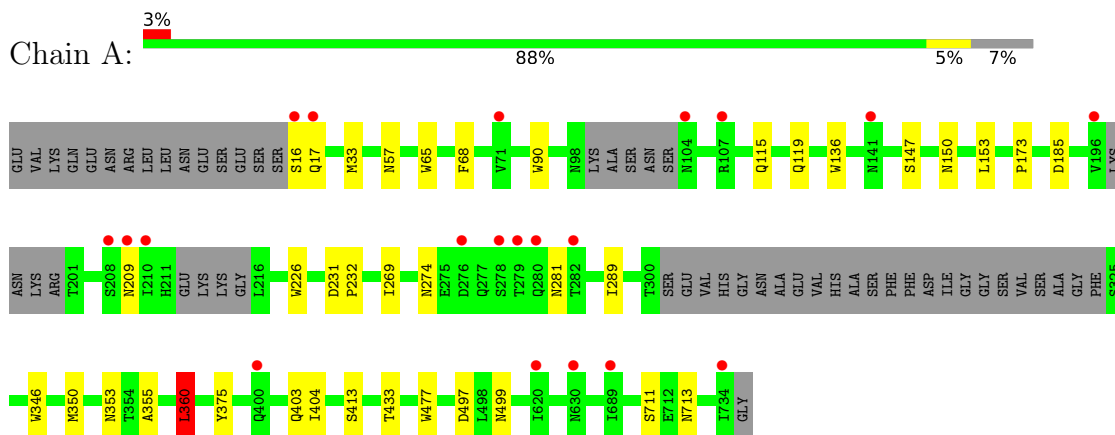 3%
Chain A:
88% 5% 7%
GLU VAL LYS GLN GLU ASN ARG LEU LEU ASN GLU SER GLU SER SER S16 Q17 M33 N57 W65 F68 V71 W90 N98 LYS ALA SER ASN SER N104 R107 Q115 Q119 W136 N141 S147 N150 L153 P173 D185 V196 LYS
ASN LYS ARG T201 S208 N209 I210 H211 GLU LYS LYS GLY L216 W226 D231 P232 I269 N274 E275 D276 Q277 S278 T279 Q280 N281 T282 I289 T300 SER GLU VAL HIS GLY ASN ALA GLU VAL HIS ALA SER PHE PHE ASP ILE GLY GLY SER VAL SER ALA GLY PHE S325
W346 M350 N353 T354 A355 L360 Y375 Q400 Q403 I404 S413 T433 W477 D497 L498 N499 I620 N630 I689 S711 E712 N713 I734 GLY